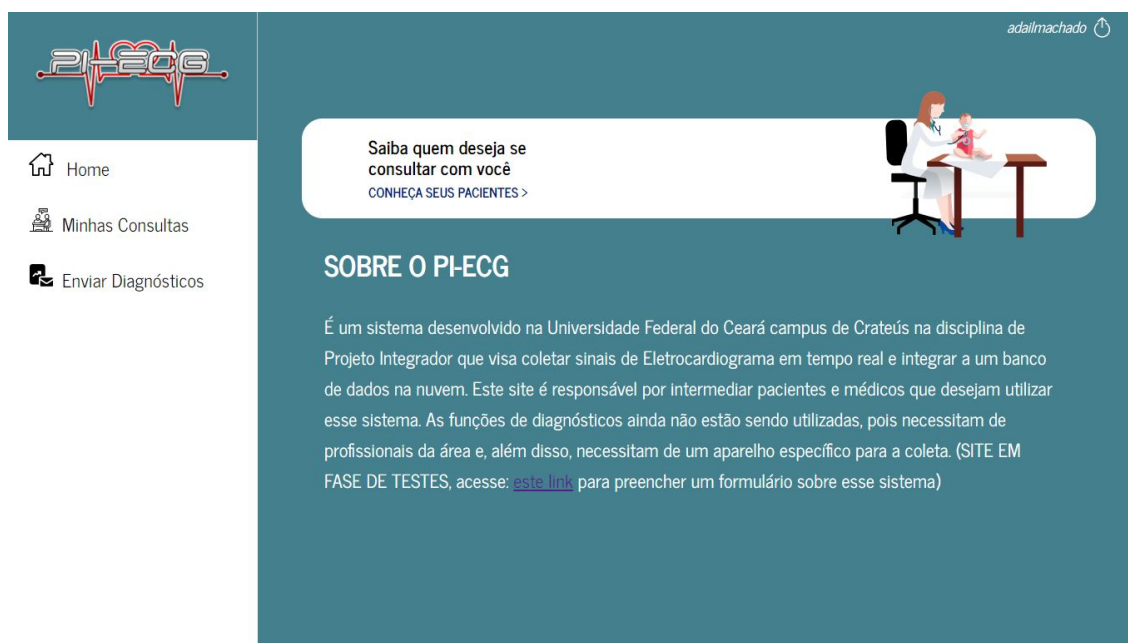 PI-ECG
adailmachado
Home
Minhas Consultas
Enviar Diagnósticos
Saiba quem deseja se
consultar com você
CONHEÇA SEUS PACIENTES >
SOBRE O PI-ECG
É um sistema desenvolvido na Universidade Federal do Ceará campus de Crateús na disciplina de
Projeto Integrador que visa coletar sinais de Eletrocardiograma em tempo real e integrar a um banco
de dados na nuvem. Este site é responsável por intermediar pacientes e médicos que desejam utilizar
esse sistema. As funções de diagnósticos ainda não estão sendo utilizadas, pois necessitam de
profissionais da área e, além disso, necessitam de um aparelho específico para a coleta. (SITE EM
FASE DE TESTES, acesse: este link para preencher um formulário sobre esse sistema)